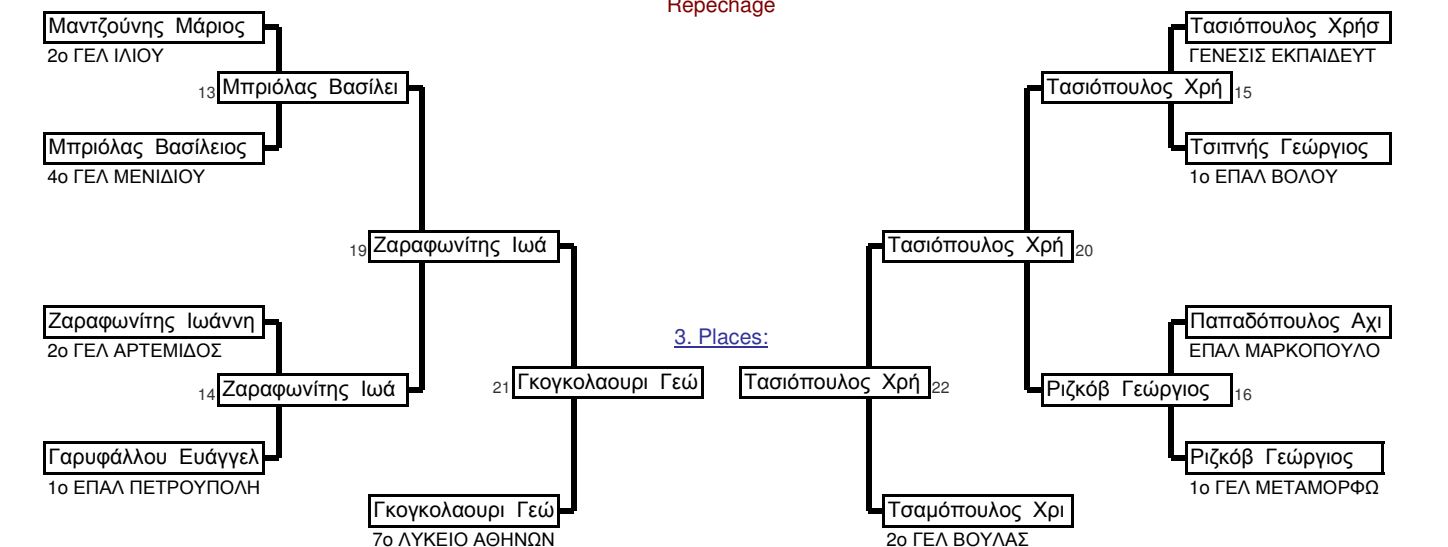 Repechage
Μαντζούνης Μάριος
2ο ΓΕΛ ΙΛΙΟΥ
13 Μπριόλας Βασίλει
Μπριόλας Βασίλειος
4ο ΓΕΛ ΜΕΝΙΔΙΟΥ
19 Ζαραφωνίτης Ιωά
Ζαραφωνίτης Ιωάννη
2ο ΓΕΛ ΑΡΤΕΜΙΔΟΣ
14 Ζαραφωνίτης Ιωά
Γαρυφάλλου Ευάγγελ
1ο ΕΠΑΛ ΠΕΤΡΟΥΠΟΛΗ
21 Γκογκολαουρι Γεώ
Γκογκολαουρι Γεώ
7ο ΛΥΚΕΙΟ ΑΘΗΝΩΝ
3. Places:
Τασιόπουλος Χρήσ
ΓΕΝΕΣΙΣ ΕΚΠΑΙΔΕΥΤ
Τασιόπουλος Χρή 15
Τσιπνής Γεώργιος
1ο ΕΠΑΛ ΒΟΛΟΥ
Τασιόπουλος Χρή 20
Παπαδόπουλος Αχι
ΕΠΑΛ ΜΑΡΚΟΠΟΥΛΟ
Ριζκόβ Γεώργιος 16
Ριζκόβ Γεώργιος
1ο ΓΕΛ ΜΕΤΑΜΟΡΦΩ
Τασιόπουλος Χρή 22
Τσαμόπουλος Χρι
2ο ΓΕΛ ΒΟΥΛΑΣ